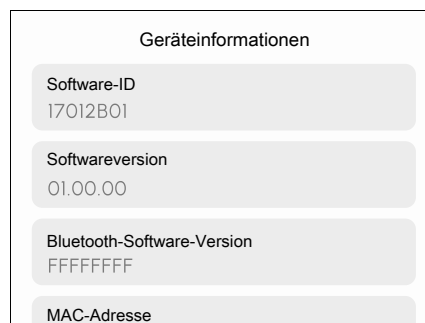 Geräteinformationen
Software-ID
17012B01
Softwareversion
01.00.00
Bluetooth-Software-Version
FFFFFFFF
MAC-Adresse